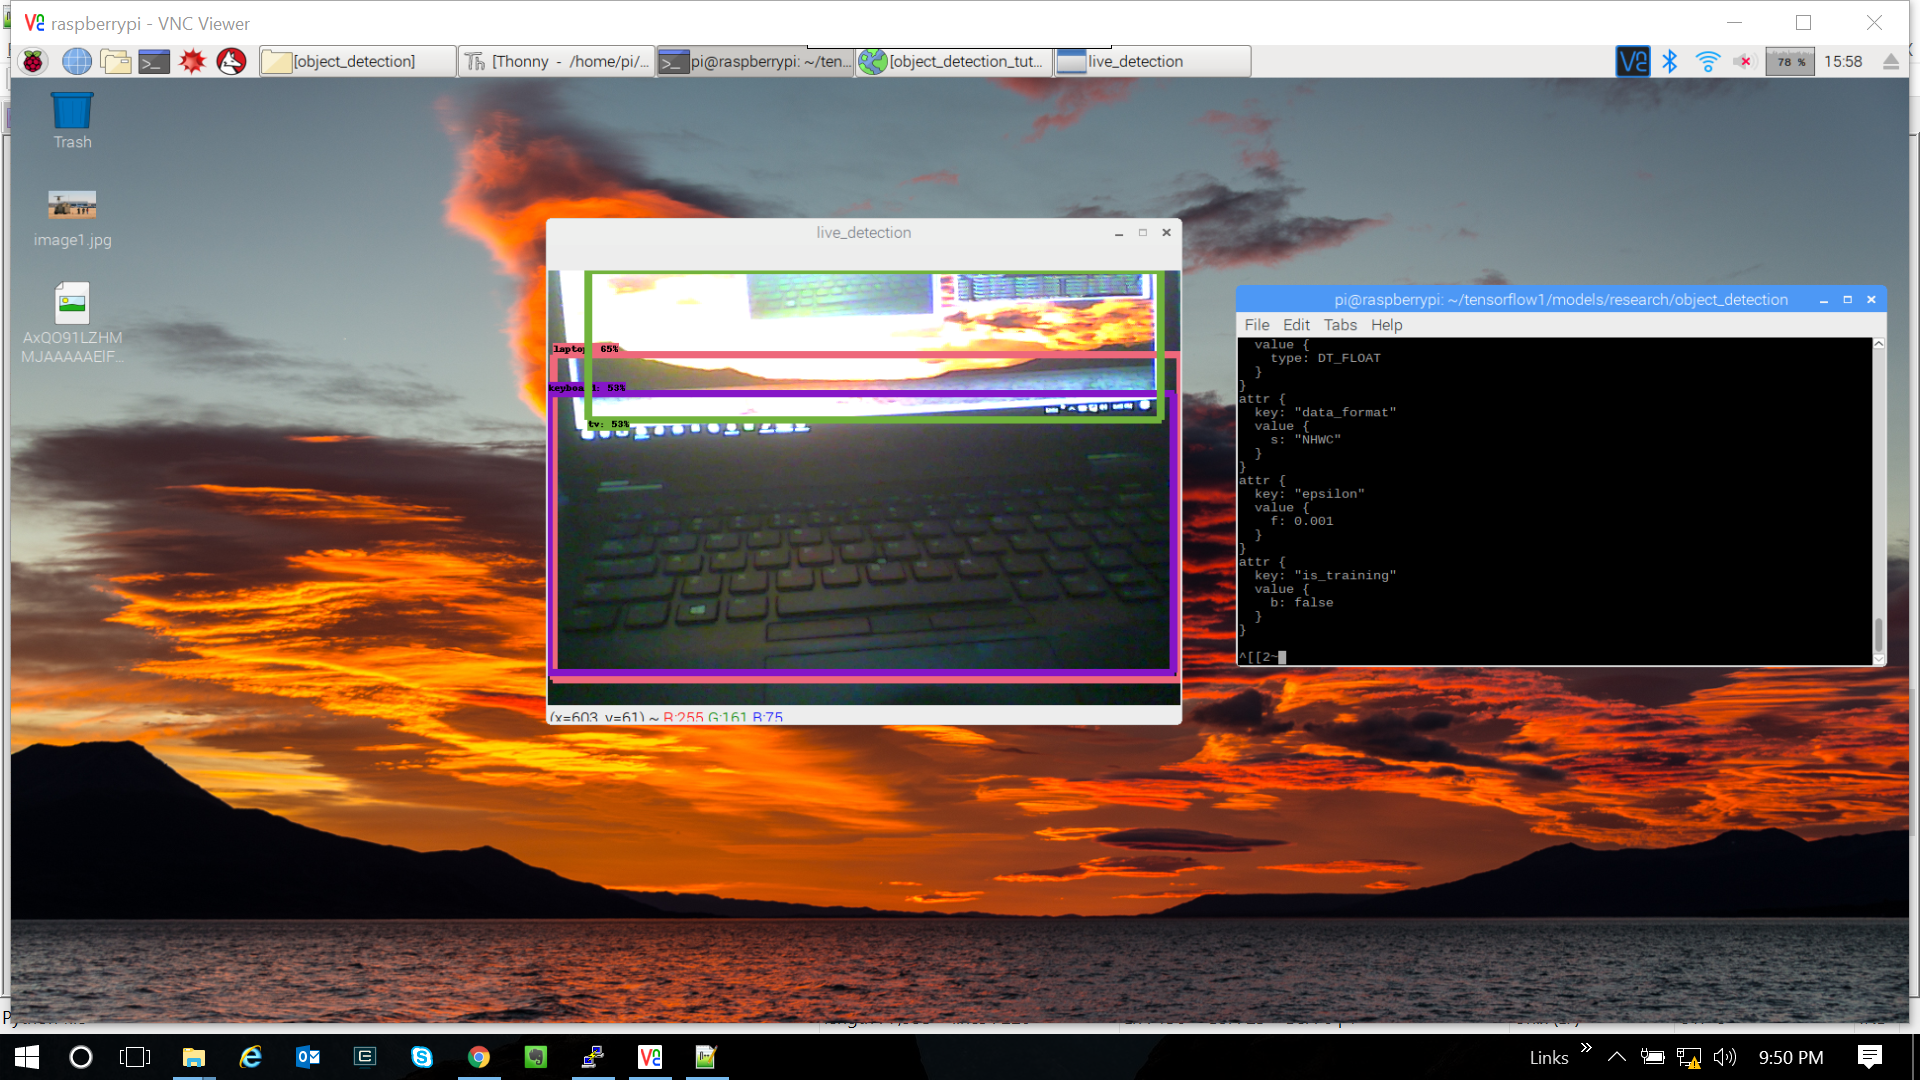 raspberrypi - VNC Viewer
[object_detection]
[Thonny - /home/pi/...
pi@raspberrypi: ~/ten...
[object_detection_tut...
live_detection
78 %
15:58
Trash
image1.jpg
AxQO91LZHM
MJAAAAAElF...
live_detection
laptop: 65%
keyboard: 53%
tv: 53%
(x=603, y=61) ~ R:255 G:161 B:75
pi@raspberrypi: ~/tensorflow1/models/research/object_detection
File Edit Tabs Help
value {
type: DT_FLOAT
}
}
attr {
key: "data_format"
value {
s: "NHWC"
}
}
attr {
key: "epsilon"
value {
f: 0.001
}
}
attr {
key: "is_training"
value {
b: false
}
}
^[[2~
Links
9:50 PM